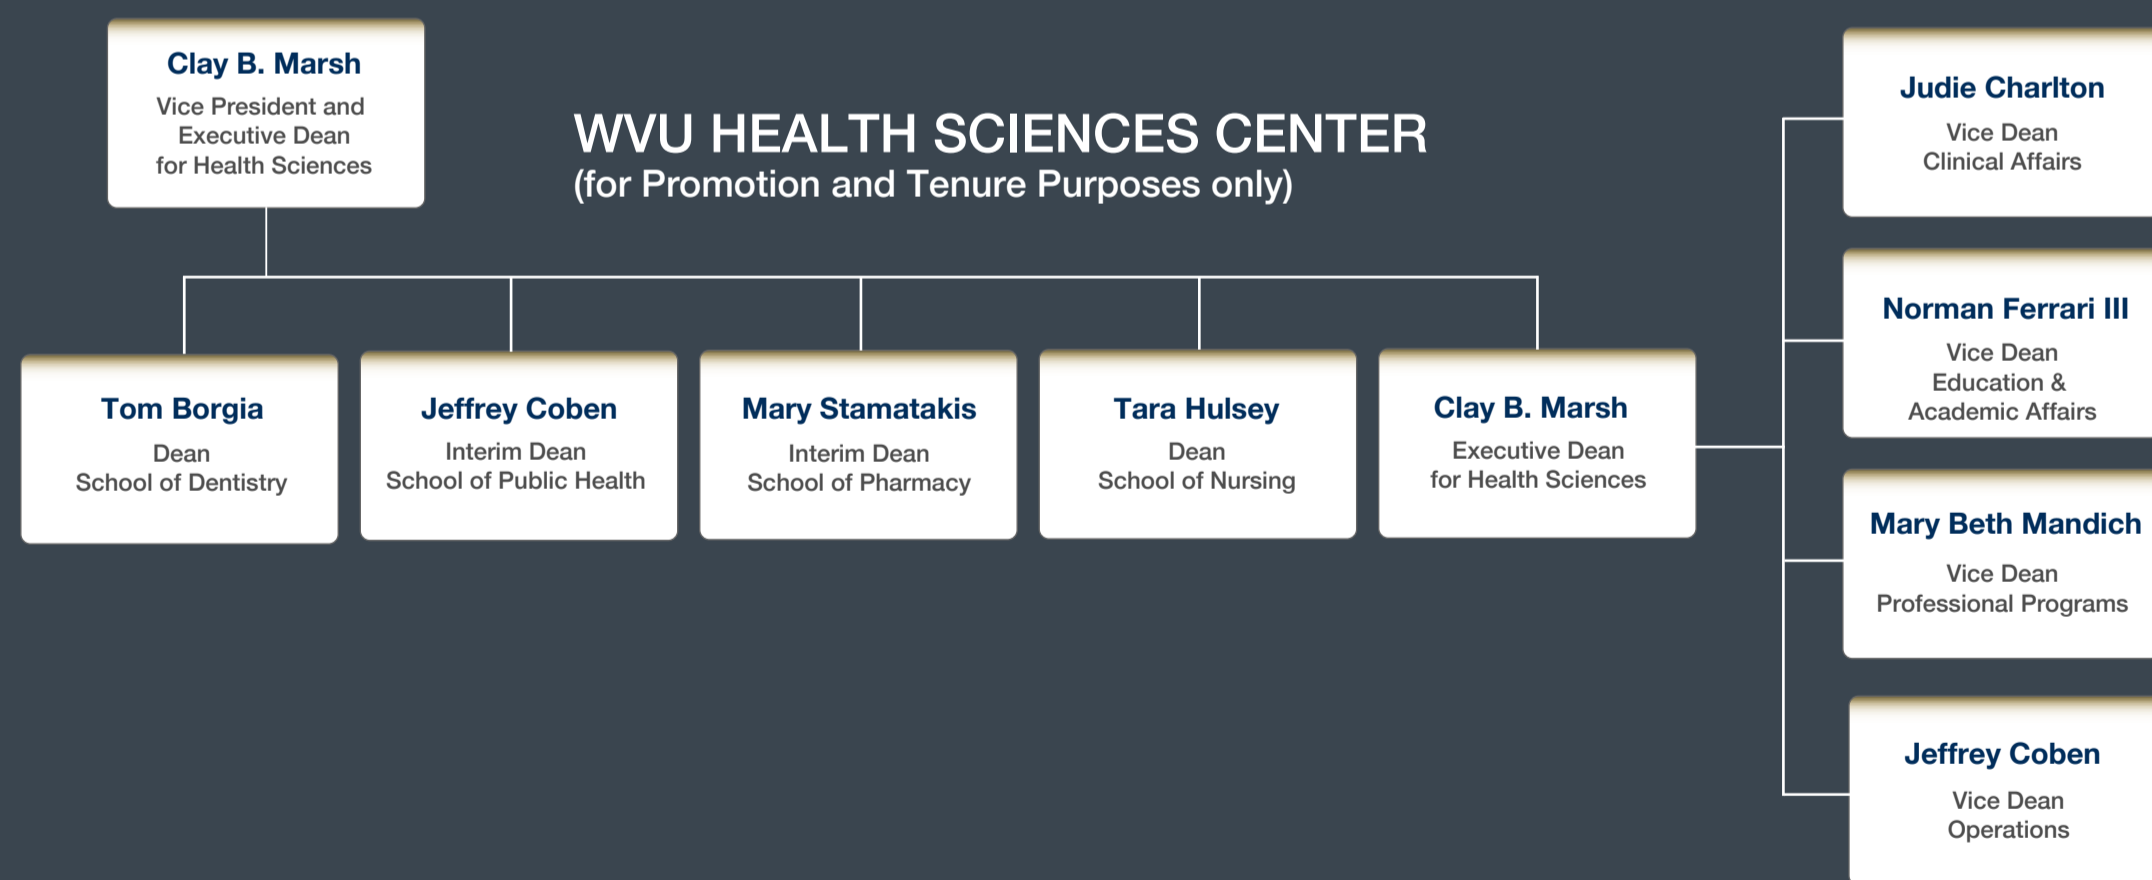 Clay B. Marsh
Vice President and
Executive Dean
for Health Sciences
WVU HEALTH SCIENCES CENTER
(for Promotion and Tenure Purposes only)
Tom Borgia
Dean
School of Dentistry
Jeffrey Coben
Interim Dean
School of Public Health
Mary Stamatakis
Interim Dean
School of Pharmacy
Tara Hulsey
Dean
School of Nursing
Clay B. Marsh
Executive Dean
for Health Sciences
Judie Charlton
Vice Dean
Clinical Affairs
Norman Ferrari III
Vice Dean
Education &
Academic Affairs
Mary Beth Mandich
Vice Dean
Professional Programs
Jeffrey Coben
Vice Dean
Operations